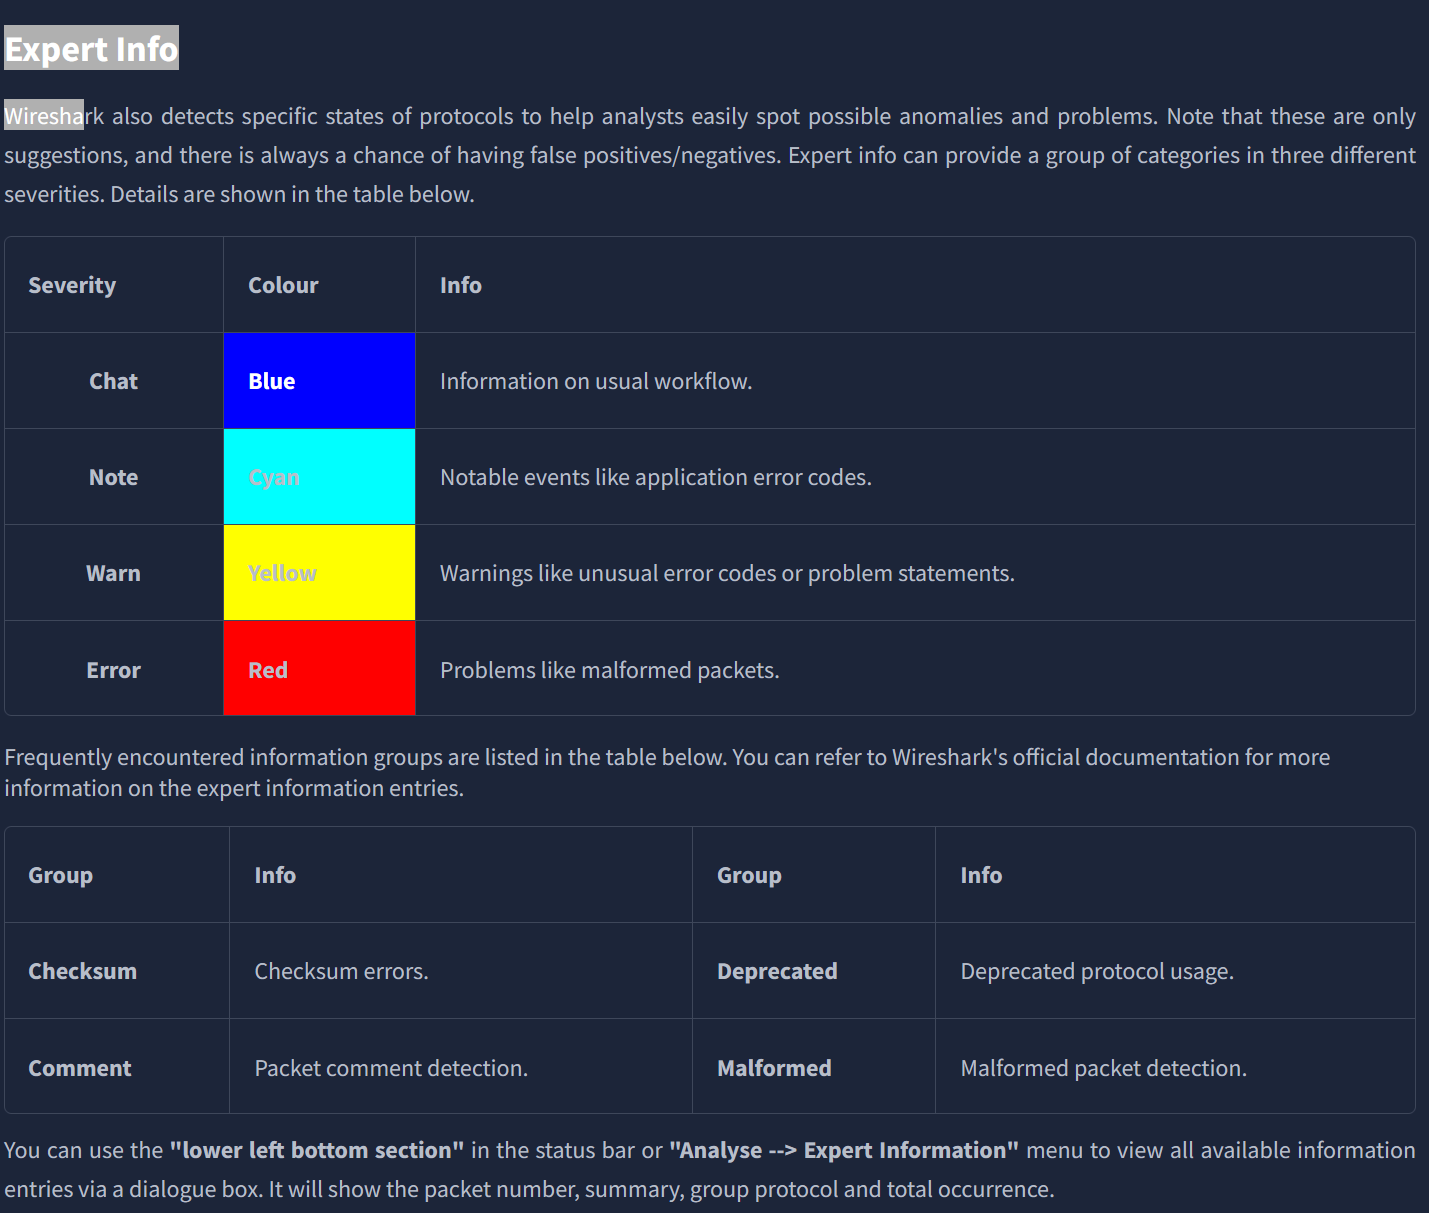 Expert Info
Wireshark also detects specific states of protocols to help analysts easily spot possible anomalies and problems. Note that these are only
suggestions, and there is always a chance of having false positives/negatives. Expert info can provide a group of categories in three different
severities. Details are shown in the table below.
Severity Colour Info
Chat Blue Information on usual workflow.
Note Cyan Notable events like application error codes.
Warn Yellow Warnings like unusual error codes or problem statements.
Error Red Problems like malformed packets.
Frequently encountered information groups are listed in the table below. You can refer to Wireshark's official documentation for more
information on the expert information entries.
Group Info Group Info
Checksum Checksum errors. Deprecated Deprecated protocol usage.
Comment Packet comment detection. Malformed Malformed packet detection.
You can use the "lower left bottom section" in the status bar or "Analyse --> Expert Information" menu to view all available information
entries via a dialogue box. It will show the packet number, summary, group protocol and total occurrence.